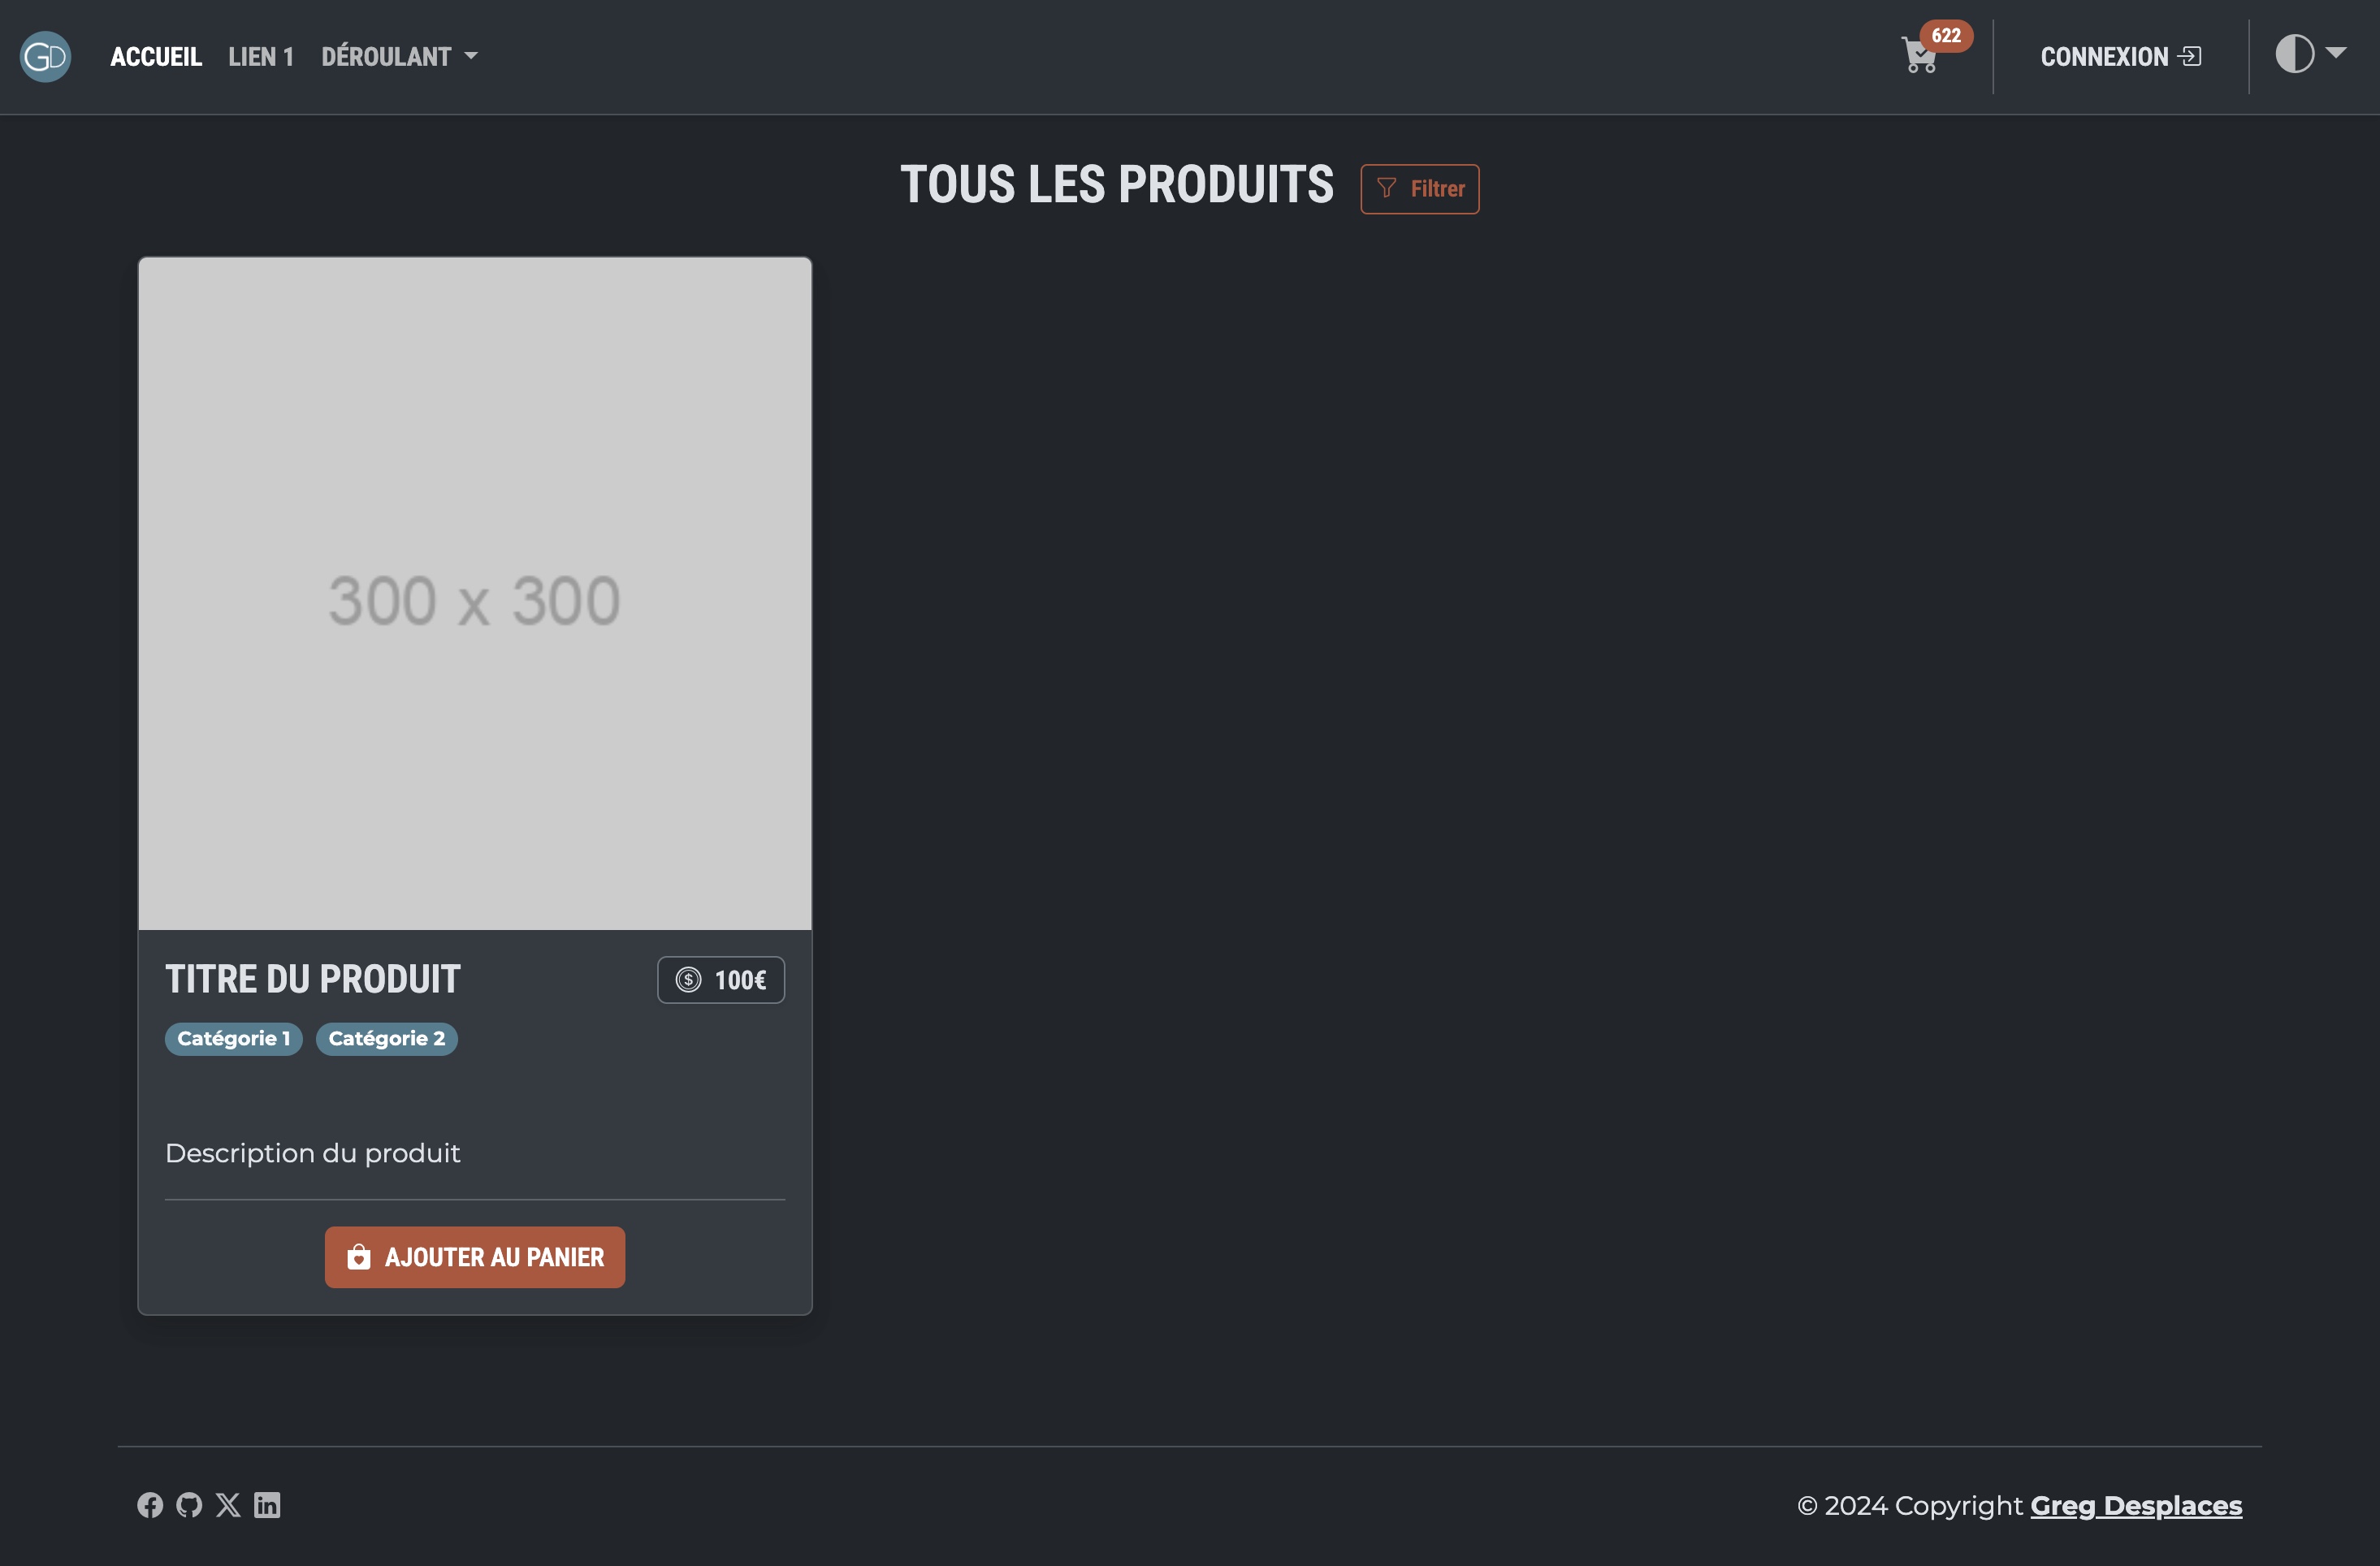 GD
ACCUEIL LIEN 1 DÉROULANT
622
CONNEXION
TOUS LES PRODUITS Filtrer
300 x 300
TITRE DU PRODUIT $ 100€
Catégorie 1 Catégorie 2
Description du produit
AJOUTER AU PANIER
© 2024 Copyright Greg Desplaces